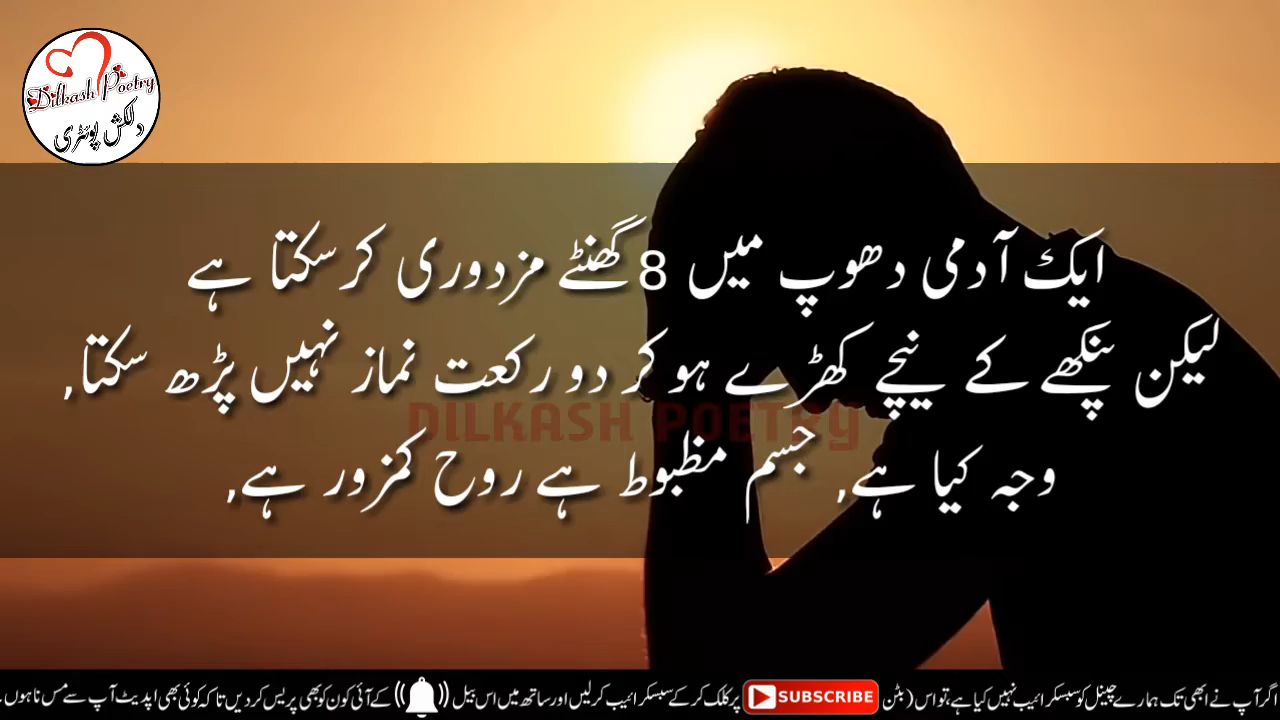 Dilkash Poetry
دلکش پوئٹری
ایک آدمی دھوپ میں 8 گھنٹے مزدوری کر سکتا ہے
لیکن پنکھے کے نیچے کھڑے ہو کر دو رکعت نماز نہیں پڑھ سکتا,
DILKASH POETRY
وجہ کیا ہے, جسم مظبوط ہے روح کمزور ہے,
اگر آپ نے ابھی تک ہمارے چینل کو سبسکرائیب نہیں کیا ہے، تو اس ( بٹن SUBSCRIBE پر کلک کر کے سبسکرائیب کر لیں اور ساتھ میں اس بیل (( )) کے آئی کون کو بھی پریس کر دیں تا کہ کوئی بھی اپڈیٹ آپ سے مس نا ہوں۔